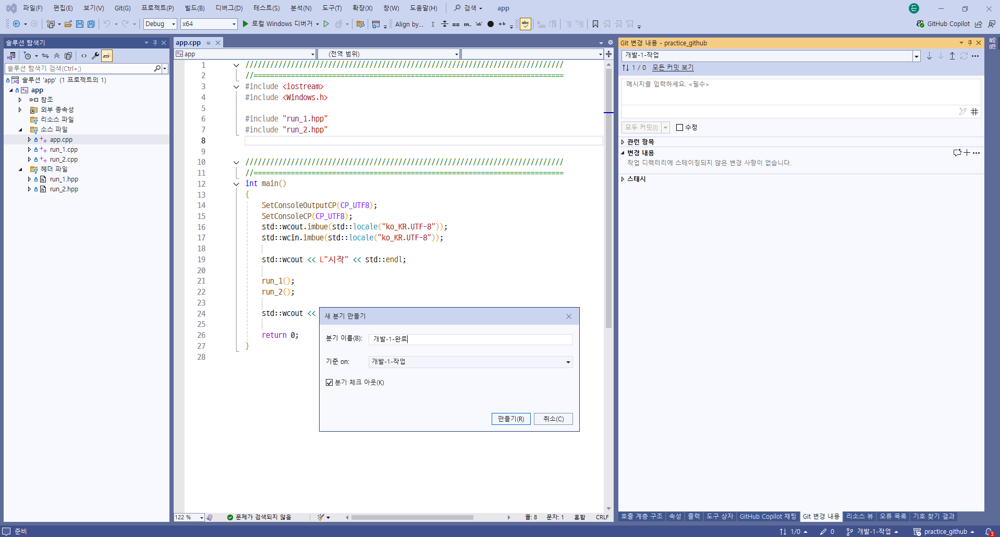 파일(F) 편집(E) 보기(V) Git(G) 프로젝트(P) 빌드(B) 디버그(D) 테스트(S) 분석(N) 도구(T) 확장(X) 창(W) 도움말(H) 검색 app
Debug x64 로컬 Windows 디버거 Align by... GitHub Copilot
솔루션 탐색기
솔루션 탐색기 검색(Ctrl+;)
솔루션 'app' (1 프로젝트의 1)
app
참조
외부 종속성
리소스 파일
소스 파일
app.cpp
run_1.cpp
run_2.cpp
헤더 파일
run_1.hpp
run_2.hpp
app.cpp
app (전역 범위)
1 /////////////////////////////////////////////////////////////////////////////
2 //===========================================================================
3 #include <iostream>
4 #include <Windows.h>
5
6 #include "run_1.hpp"
7 #include "run_2.hpp"
8
9
10 /////////////////////////////////////////////////////////////////////////////
11 //===========================================================================
12 int main()
13 {
14 SetConsoleOutputCP(CP_UTF8);
15 SetConsoleCP(CP_UTF8);
16 std::wcout.imbue(std::locale("ko_KR.UTF-8"));
17 std::wcin.imbue(std::locale("ko_KR.UTF-8"));
18
19 std::wcout << L"시작" << std::endl;
20
21 run_1();
22 run_2();
23
24 std::wcout <<
25
26 return 0;
27 }
28
새 분기 만들기
분기 이름(B): 개발-1-완료
기준 on: 개발-1-작업
분기 체크 아웃(K)
만들기(R) 취소(C)
122 % 문제가 검색되지 않음 줄: 8 문자: 1 혼합 CRLF
Git 변경 내용 - practice_github
개발-1-작업
1 / 0 모든 커밋 보기
메시지를 입력하세요. <필수>
모두 커밋(I) 수정
관련 항목
변경 내용
작업 디렉터리에 스테이징되지 않은 변경 사항이 없습니다.
스태시
알림
호출 계층 구조 속성 출력 도구 상자 GitHub Copilot 채팅 Git 변경 내용 리소스 뷰 오류 목록 기호 찾기 결과
준비 1/0 0 개발-1-작업 practice_github 3